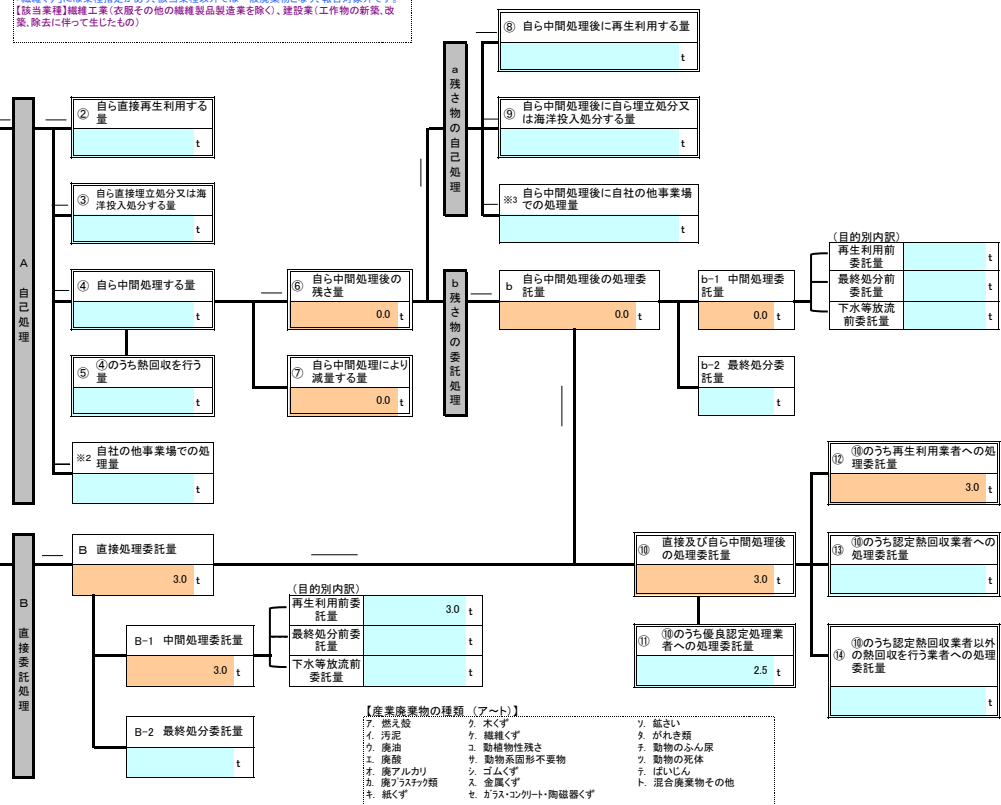 【該当業種】繊維工業(衣服その他の繊維製品製造業を除く)、建設業(工作物の新築、改
築、除去に伴って生じたもの)
A 自己処理
② 自ら直接再生利用する
量
t
③ 自ら直接埋立処分又は海
洋投入処分する量
t
④ 自ら中間処理する量
t
⑤ ④のうち熱回収を行う
量
t
※2 自社の他事業場での処
理量
t
⑥ 自ら中間処理後の
残さ量
0.0 t
⑦ 自ら中間処理により
減量する量
0.0 t
a 残さ物の自己処理
⑧ 自ら中間処理後に再生利用する量
t
⑨ 自ら中間処理後に自ら埋立処分又
は海洋投入処分する量
t
※3 自ら中間処理後に自社の他事業場
での処理量
t
b 残さ物の委託処理
b 自ら中間処理後の処理委
託量
0.0 t
b-1 中間処理委
託量
0.0 t
b-2 最終処分委
託量
t
(目的別内訳)
再生利用前
委託量
t
最終処分前
委託量
t
下水等放流
前委託量
t
B 直接委託処理
B 直接処理委託量
3.0 t
B-1 中間処理委託量
3.0 t
B-2 最終処分委託量
t
(目的別内訳)
再生利用前委
託量
3.0 t
最終処分前委
託量
t
下水等放流前
委託量
t
⑩ 直接及び自ら中間処理後
の処理委託量
3.0 t
⑪ ⑩のうち優良認定処理業
者への処理委託量
2.5 t
⑫ ⑩のうち再生利用業者への処
理委託量
3.0 t
⑬ ⑩のうち認定熱回収業者への
処理委託量
t
⑭ ⑩のうち認定熱回収業者以外
の熱回収を行う業者への処理
委託量
t
【産業廃棄物の種類 (ア~ト)】
ア. 燃え殻
イ. 汚泥
ウ. 廃油
エ. 廃酸
オ. 廃アルカリ
カ. 廃プラスチック類
キ. 紙くず
ク. 木くず
ケ. 繊維くず
コ. 動植物性残さ
サ. 動物系固形不要物
シ. ゴムくず
ス. 金属くず
セ. ガラス・コンクリート・陶磁器くず
ソ. 鉱さい
タ. がれき類
チ. 動物のふん尿
ツ. 動物の死体
テ. ばいじん
ト. 混合廃棄物その他